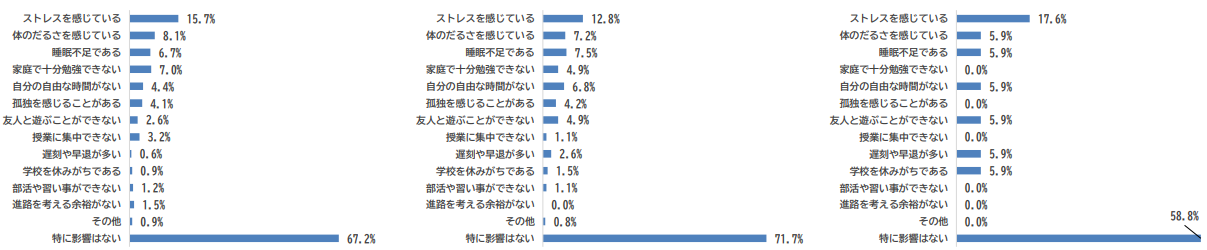 ストレスを感じている 15.7%
体のだるさを感じている 8.1%
睡眠不足である 6.7%
家庭で十分勉強できない 7.0%
自分の自由な時間がない 4.4%
孤独を感じることがある 4.1%
友人と遊ぶことができない 2.6%
授業に集中できない 3.2%
遅刻や早退が多い 0.6%
学校を休みがちである 0.9%
部活や習い事ができない 1.2%
進路を考える余裕がない 1.5%
その他 0.9%
特に影響はない 67.2%
ストレスを感じている 12.8%
体のだるさを感じている 7.2%
睡眠不足である 7.5%
家庭で十分勉強できない 4.9%
自分の自由な時間がない 6.8%
孤独を感じることがある 4.2%
友人と遊ぶことができない 4.9%
授業に集中できない 1.1%
遅刻や早退が多い 2.6%
学校を休みがちである 1.5%
部活や習い事ができない 1.1%
進路を考える余裕がない 0.0%
その他 0.8%
特に影響はない 71.7%
ストレスを感じている 17.6%
体のだるさを感じている 5.9%
睡眠不足である 5.9%
家庭で十分勉強できない 0.0%
自分の自由な時間がない 5.9%
孤独を感じることがある 0.0%
友人と遊ぶことができない 5.9%
授業に集中できない 0.0%
遅刻や早退が多い 5.9%
学校を休みがちである 5.9%
部活や習い事ができない 0.0%
進路を考える余裕がない 0.0%
その他 0.0%
特に影響はない 58.8%